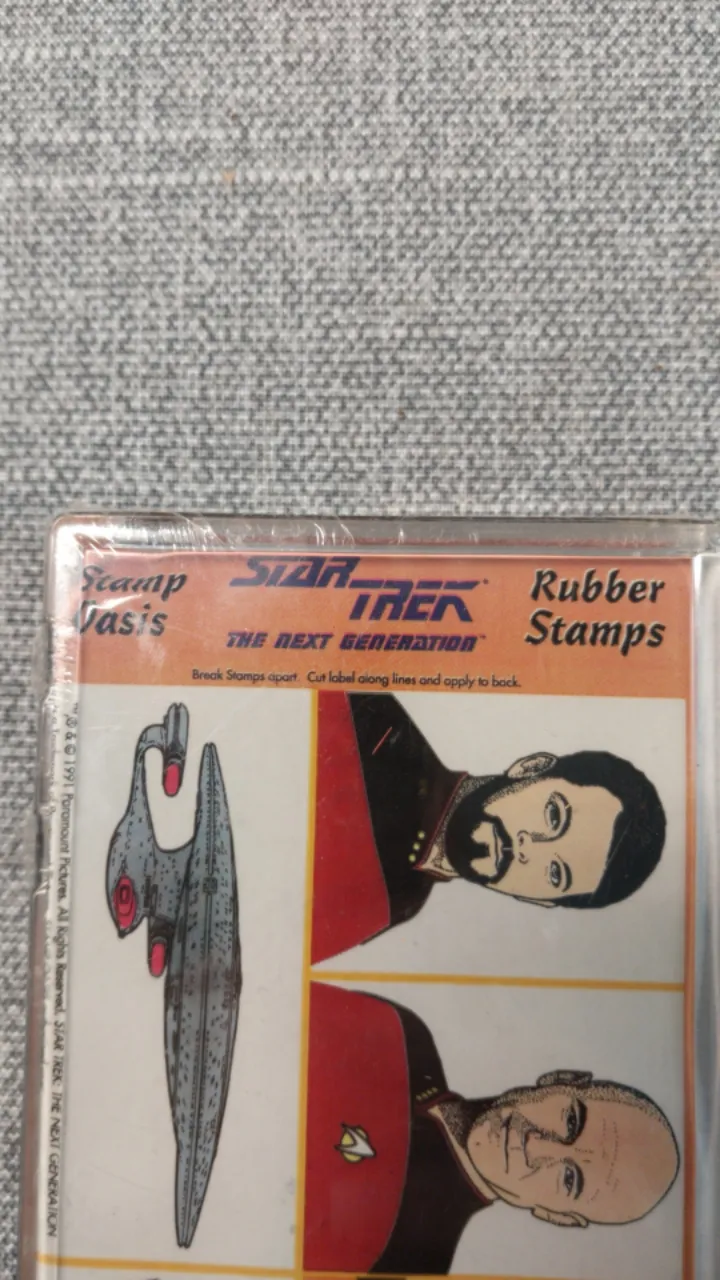 Stamp
Oasis
STAR
TREK
THE NEXT GENERATION™
Rubber
Stamps
Break Stamps apart. Cut label along lines and apply to back.
® & © 1991 Paramount Pictures. All Rights Reserved. STAR TREK: THE NEXT GENERATION